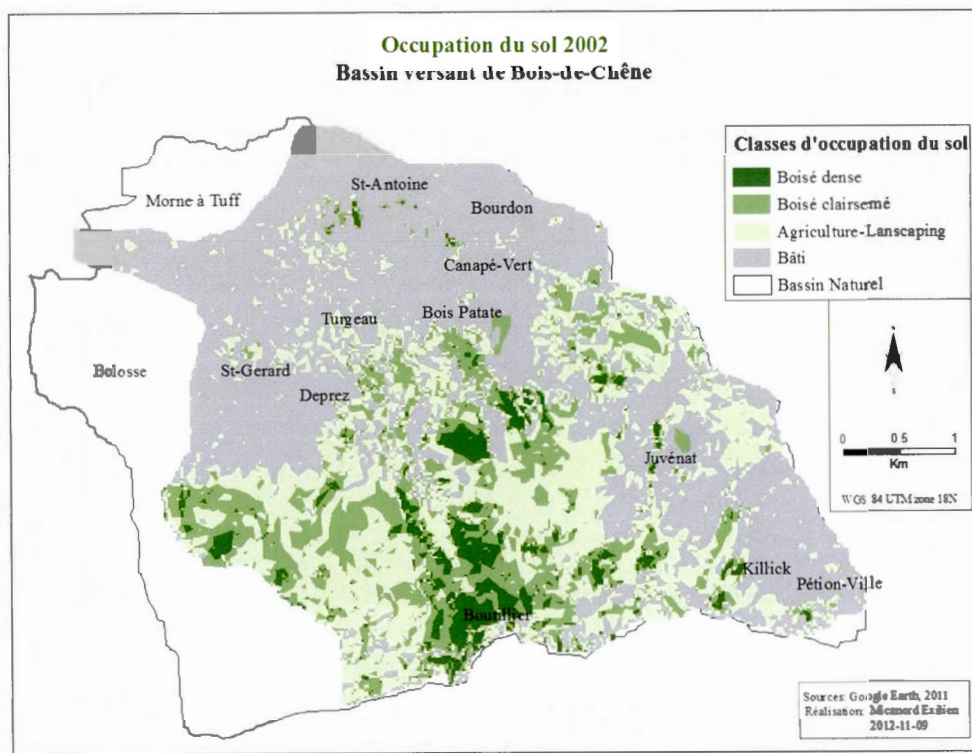 Occupation du sol 2002
Bassin versant de Bois-de-Chêne
Classes d'occupation du sol
Boisé dense
Boisé clairsemé
Agriculture-Lanscaping
Bâti
Bassin Naturel
St-Antoine
Morne à Tuff
Bourdon
Canapé-Vert
Turgeau
Bois Patate
Bolosse
St-Gerard
Deprez
Juvénat
0 0 5 1
Km
WGS 84 UTM zone 18N
Killick
Pétion-Ville
Boutillier
Sources: Google Earth, 2011
Réalisation: Micanord Exilien
2012-11-09